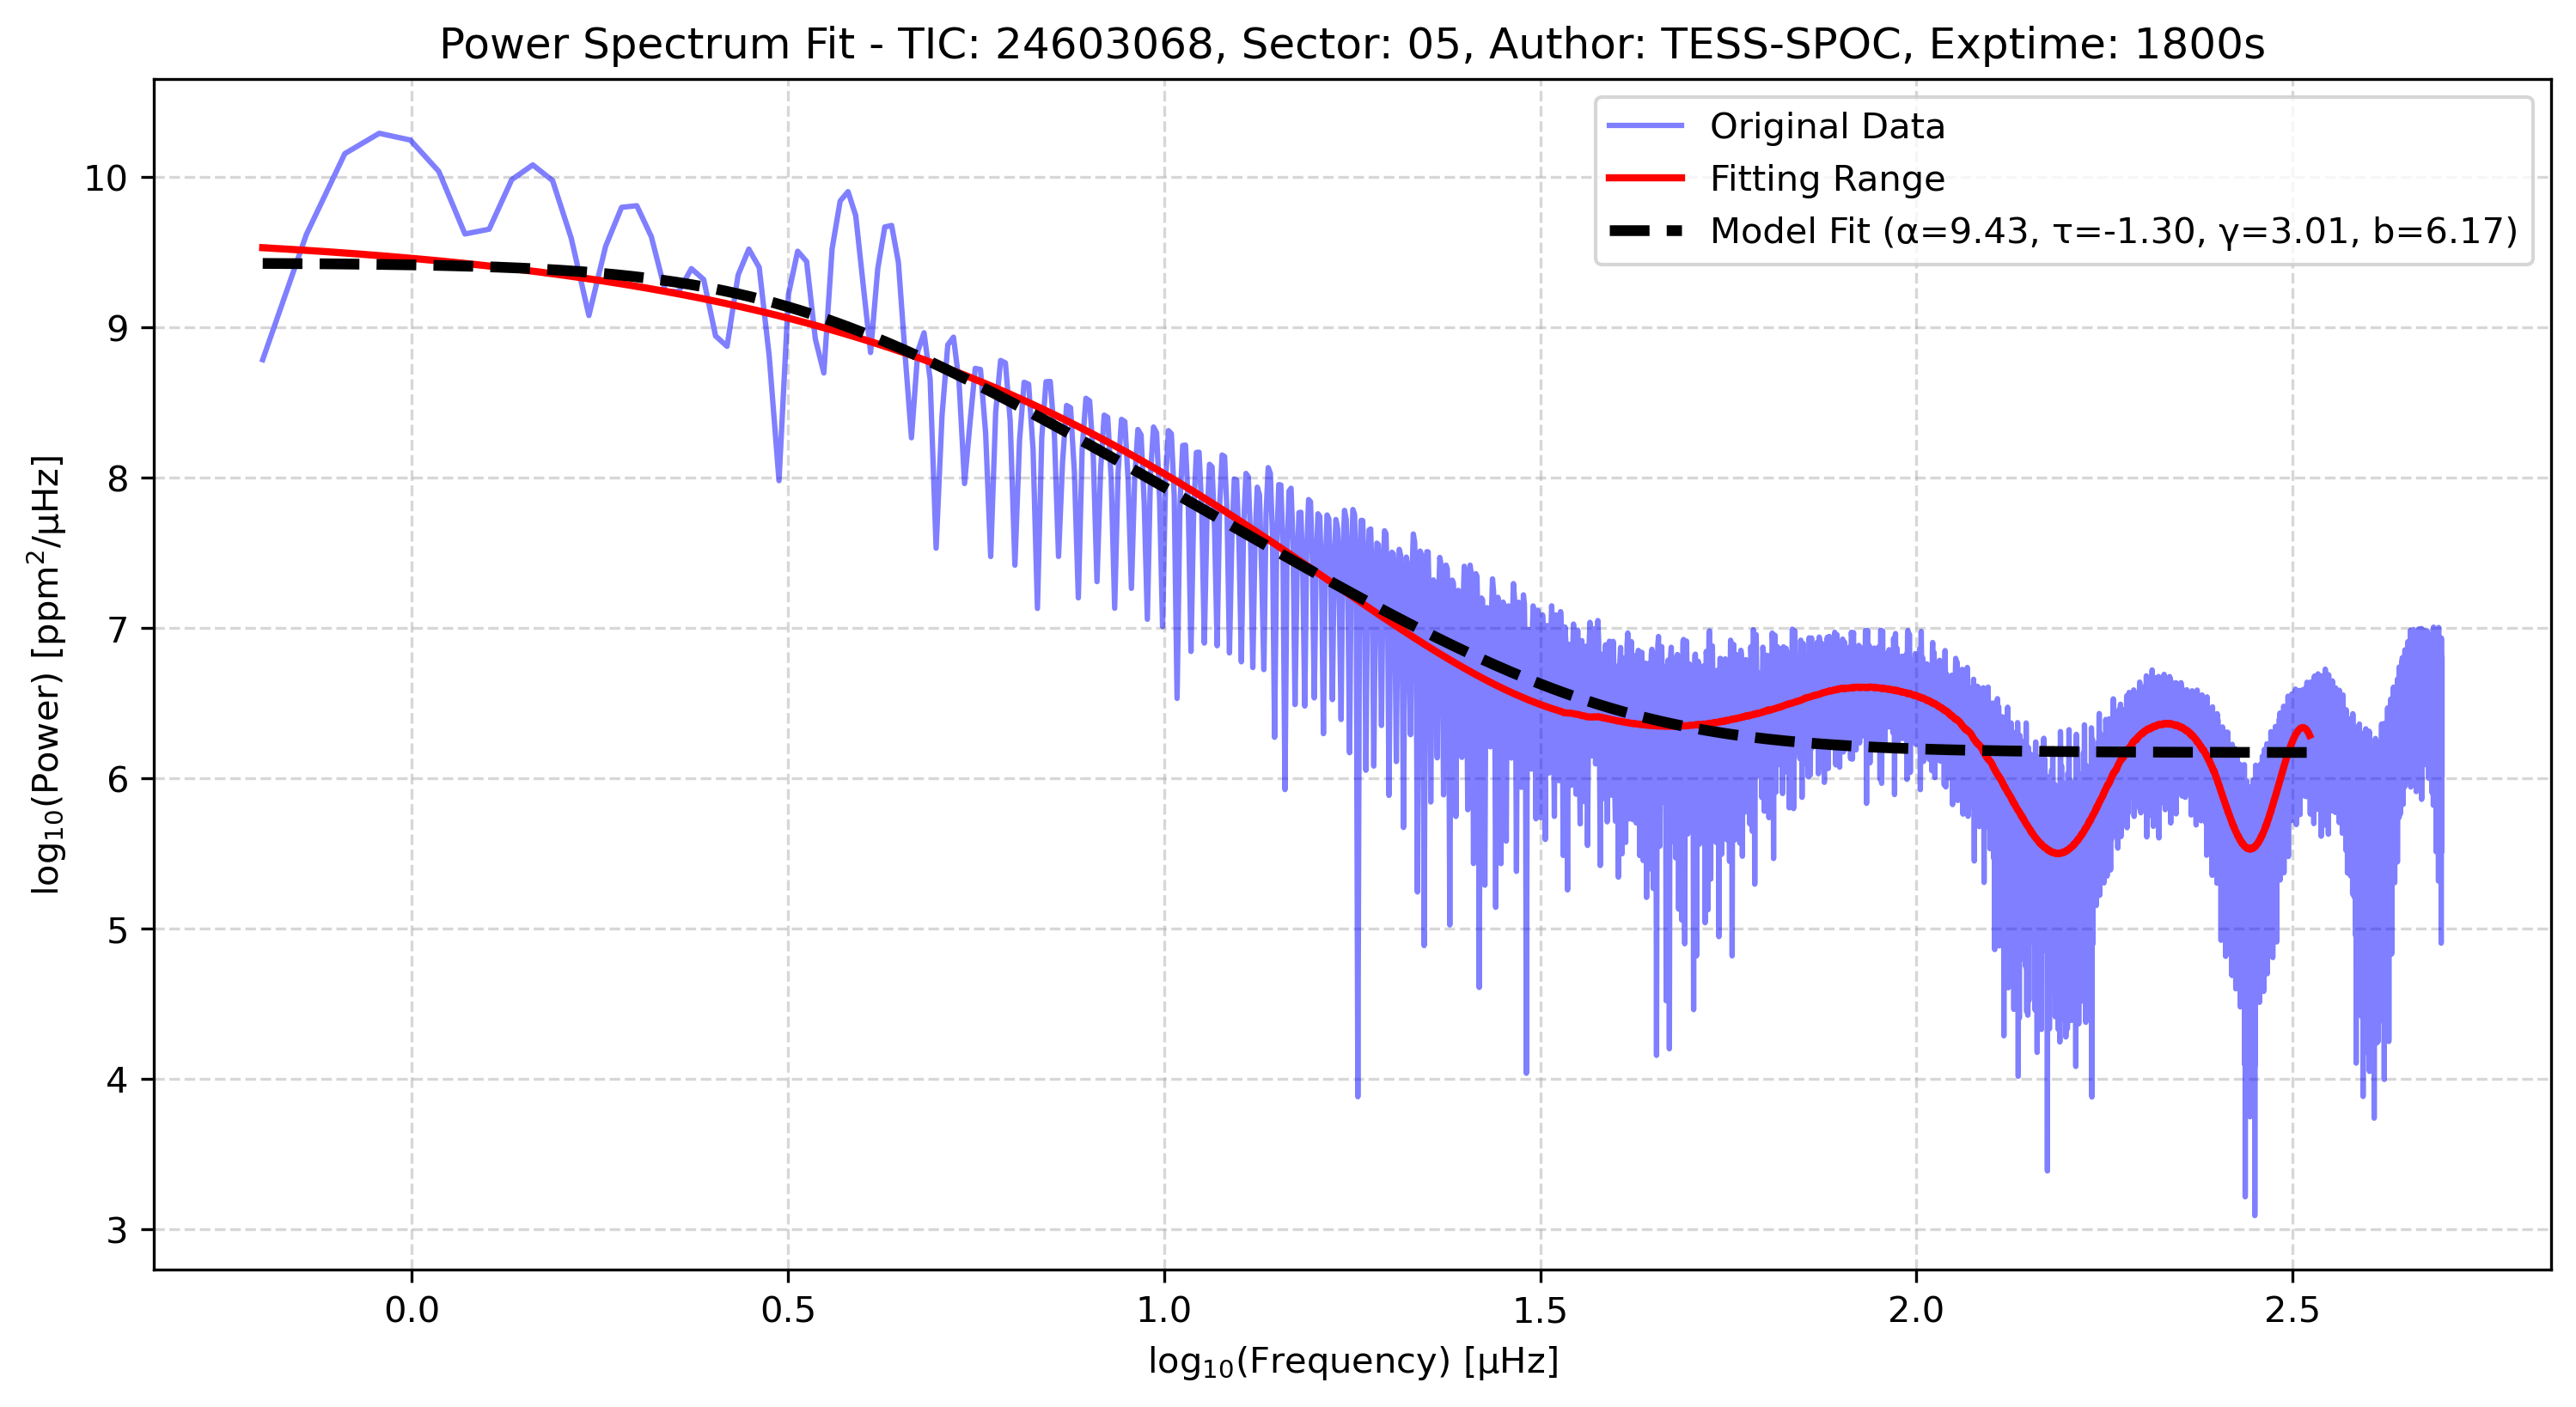 Power Spectrum Fit - TIC: 24603068, Sector: 05, Author: TESS-SPOC, Exptime: 1800s
Original Data
Fitting Range
Model Fit (α=9.43, τ=-1.30, γ=3.01, b=6.17)
log₁₀(Power) [ppm²/μHz]
10
9
8
7
6
5
4
3
0.0 0.5 1.0 1.5 2.0 2.5
log₁₀(Frequency) [μHz]